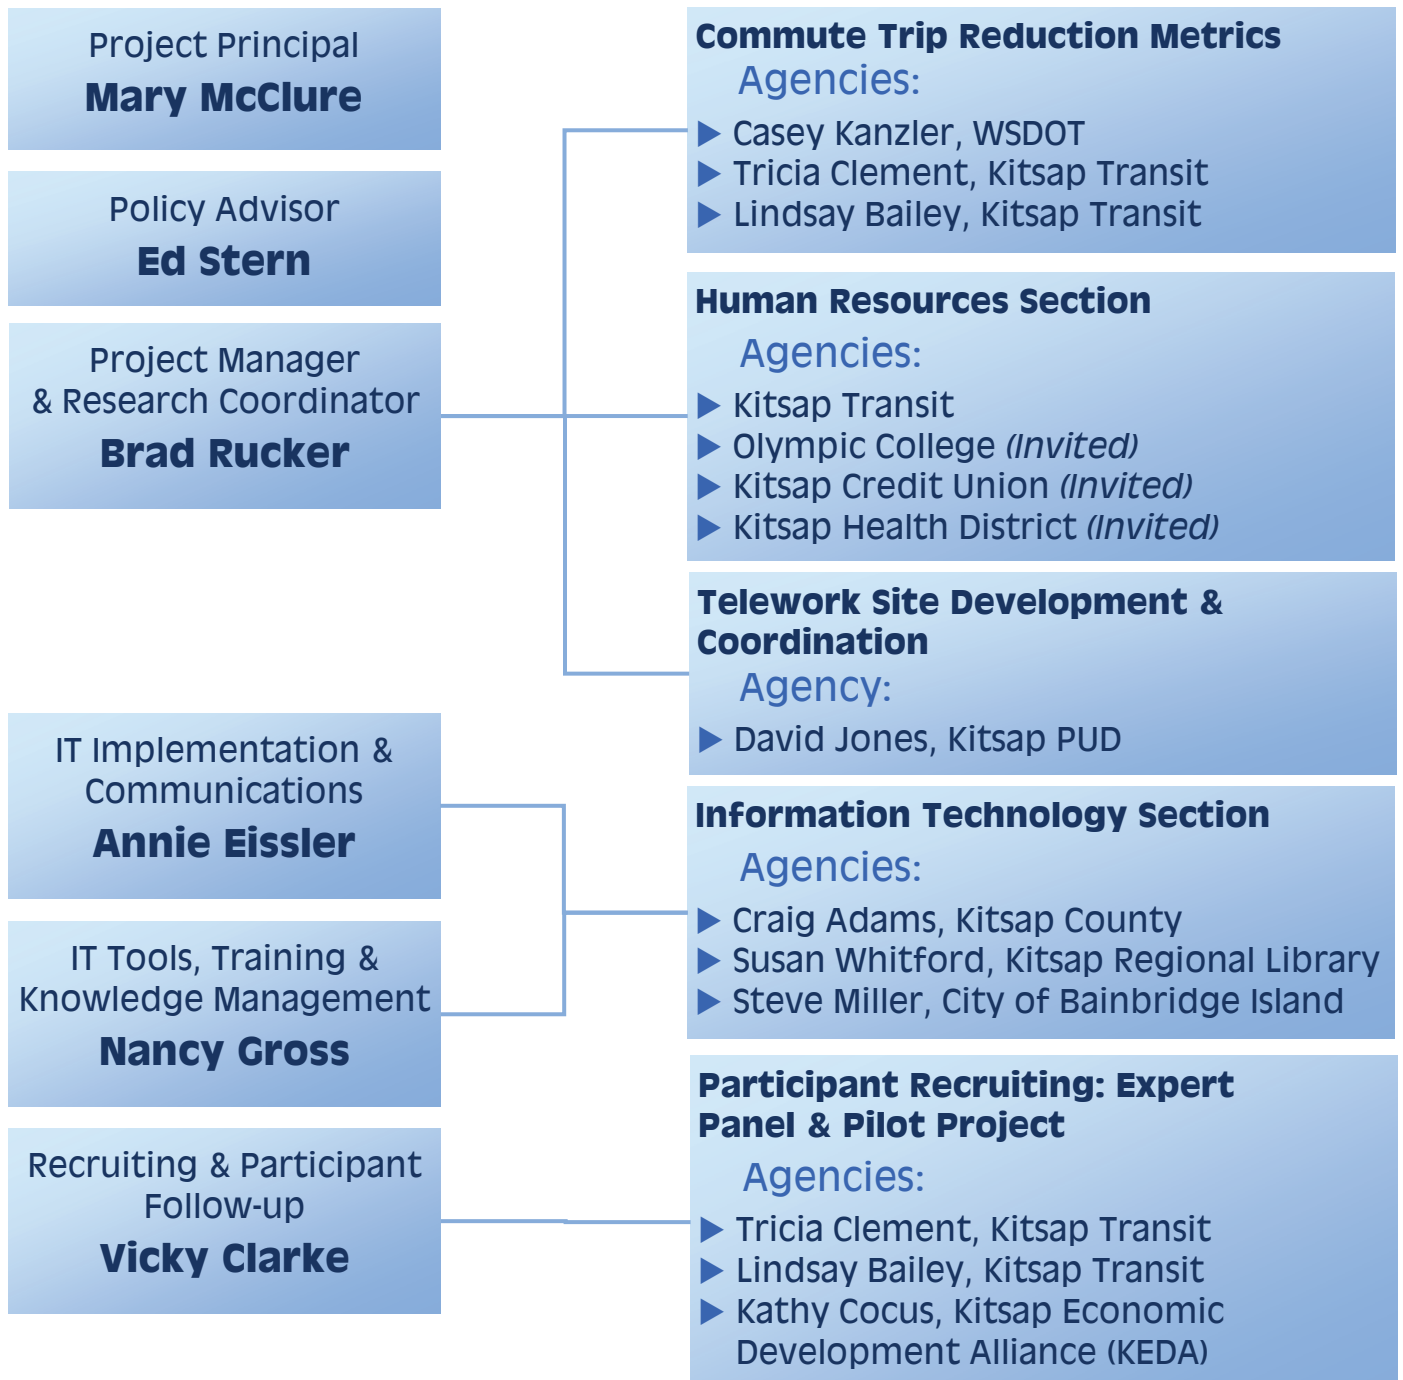 Project Principal
Mary McClure
Policy Advisor
Ed Stern
Project Manager
& Research Coordinator
Brad Rucker
IT Implementation &
Communications
Annie Eissler
IT Tools, Training &
Knowledge Management
Nancy Gross
Recruiting & Participant
Follow-up
Vicky Clarke
Commute Trip Reduction Metrics
Agencies:
▶ Casey Kanzler, WSDOT
▶ Tricia Clement, Kitsap Transit
▶ Lindsay Bailey, Kitsap Transit
Human Resources Section
Agencies:
▶ Kitsap Transit
▶ Olympic College (Invited)
▶ Kitsap Credit Union (Invited)
▶ Kitsap Health District (Invited)
Telework Site Development &
Coordination
Agency:
▶ David Jones, Kitsap PUD
Information Technology Section
Agencies:
▶ Craig Adams, Kitsap County
▶ Susan Whitford, Kitsap Regional Library
▶ Steve Miller, City of Bainbridge Island
Participant Recruiting: Expert
Panel & Pilot Project
Agencies:
▶ Tricia Clement, Kitsap Transit
▶ Lindsay Bailey, Kitsap Transit
▶ Kathy Cocus, Kitsap Economic
Development Alliance (KEDA)